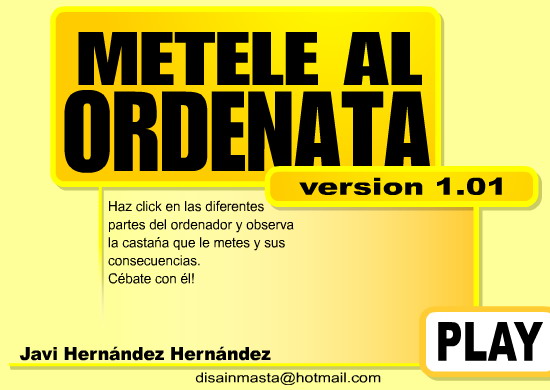 METELE AL
ORDENATA
version 1.01
Haz click en las diferentes
partes del ordenador y observa
la castaña que le metes y sus
consecuencias.
Cébate con él!
PLAY
Javi Hernández Hernández
disainmasta@hotmail.com